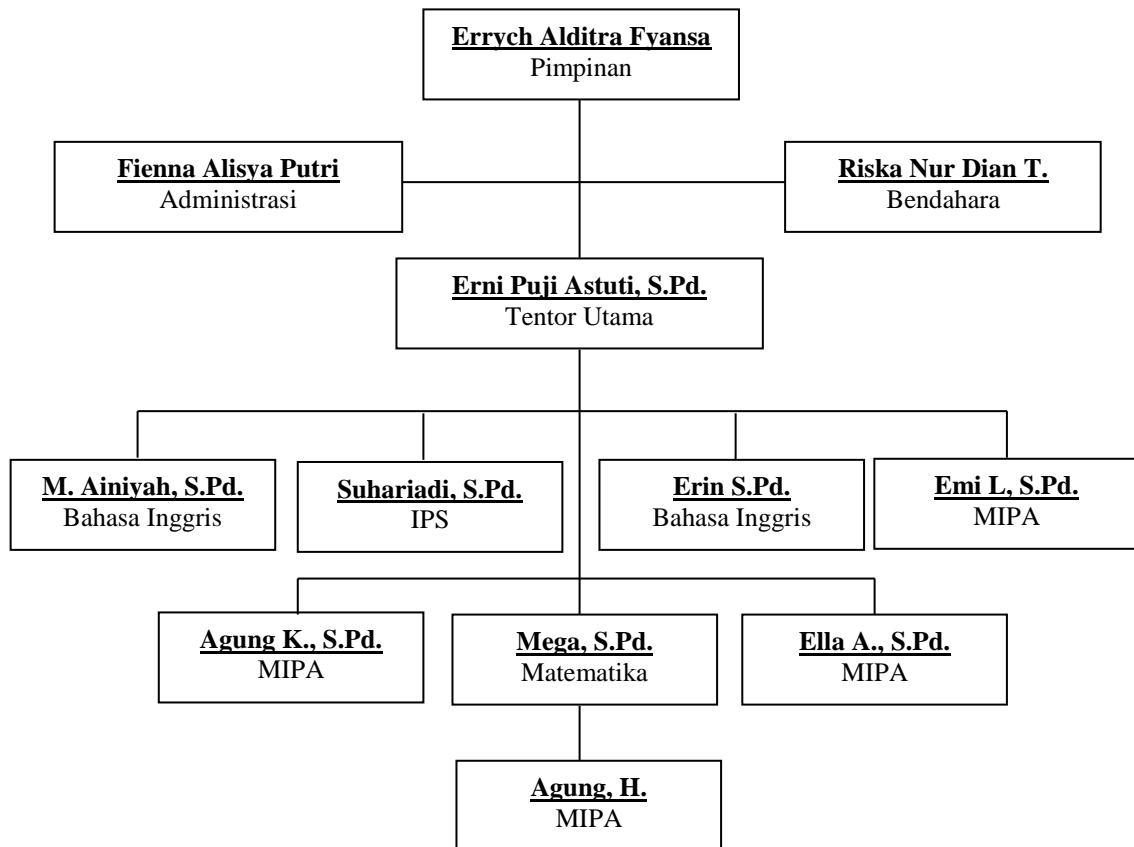 Errych Alditra Fyansa
Pimpinan
Fienna Alisya Putri
Administrasi
Riska Nur Dian T.
Bendahara
Erni Puji Astuti, S.Pd.
Tentor Utama
M. Ainiyah, S.Pd.
Bahasa Inggris
Suhariadi, S.Pd.
IPS
Erin S.Pd.
Bahasa Inggris
Emi L, S.Pd.
MIPA
Agung K., S.Pd.
MIPA
Mega, S.Pd.
Matematika
Ella A., S.Pd.
MIPA
Agung, H.
MIPA